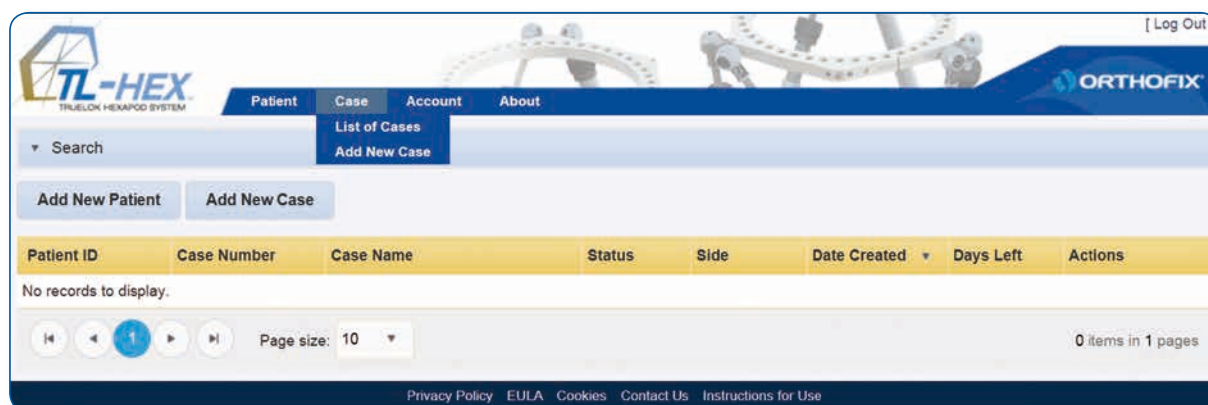 [ Log Out
TL-HEX
TRUELOK HEXAPOD SYSTEM
ORTHOFIX
Patient Case Account About
List of Cases
Add New Case
Search
Add New Patient Add New Case
Patient ID Case Number Case Name Status Side Date Created Days Left Actions
No records to display.
1 Page size: 10 0 items in 1 pages
Privacy Policy EULA Cookies Contact Us Instructions for Use